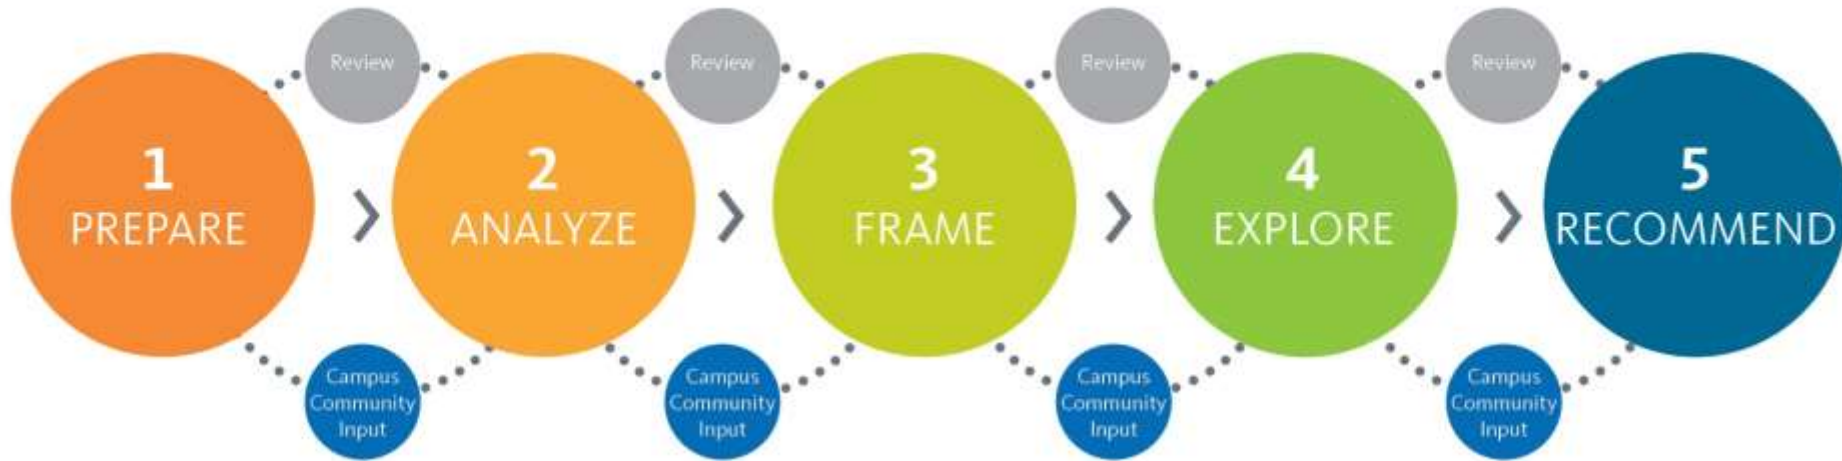 Review
Review
Review
Review
1
PREPARE
2
ANALYZE
3
FRAME
4
EXPLORE
5
RECOMMEND
Campus
Community
Input
Campus
Community
Input
Campus
Community
Input
Campus
Community
Input